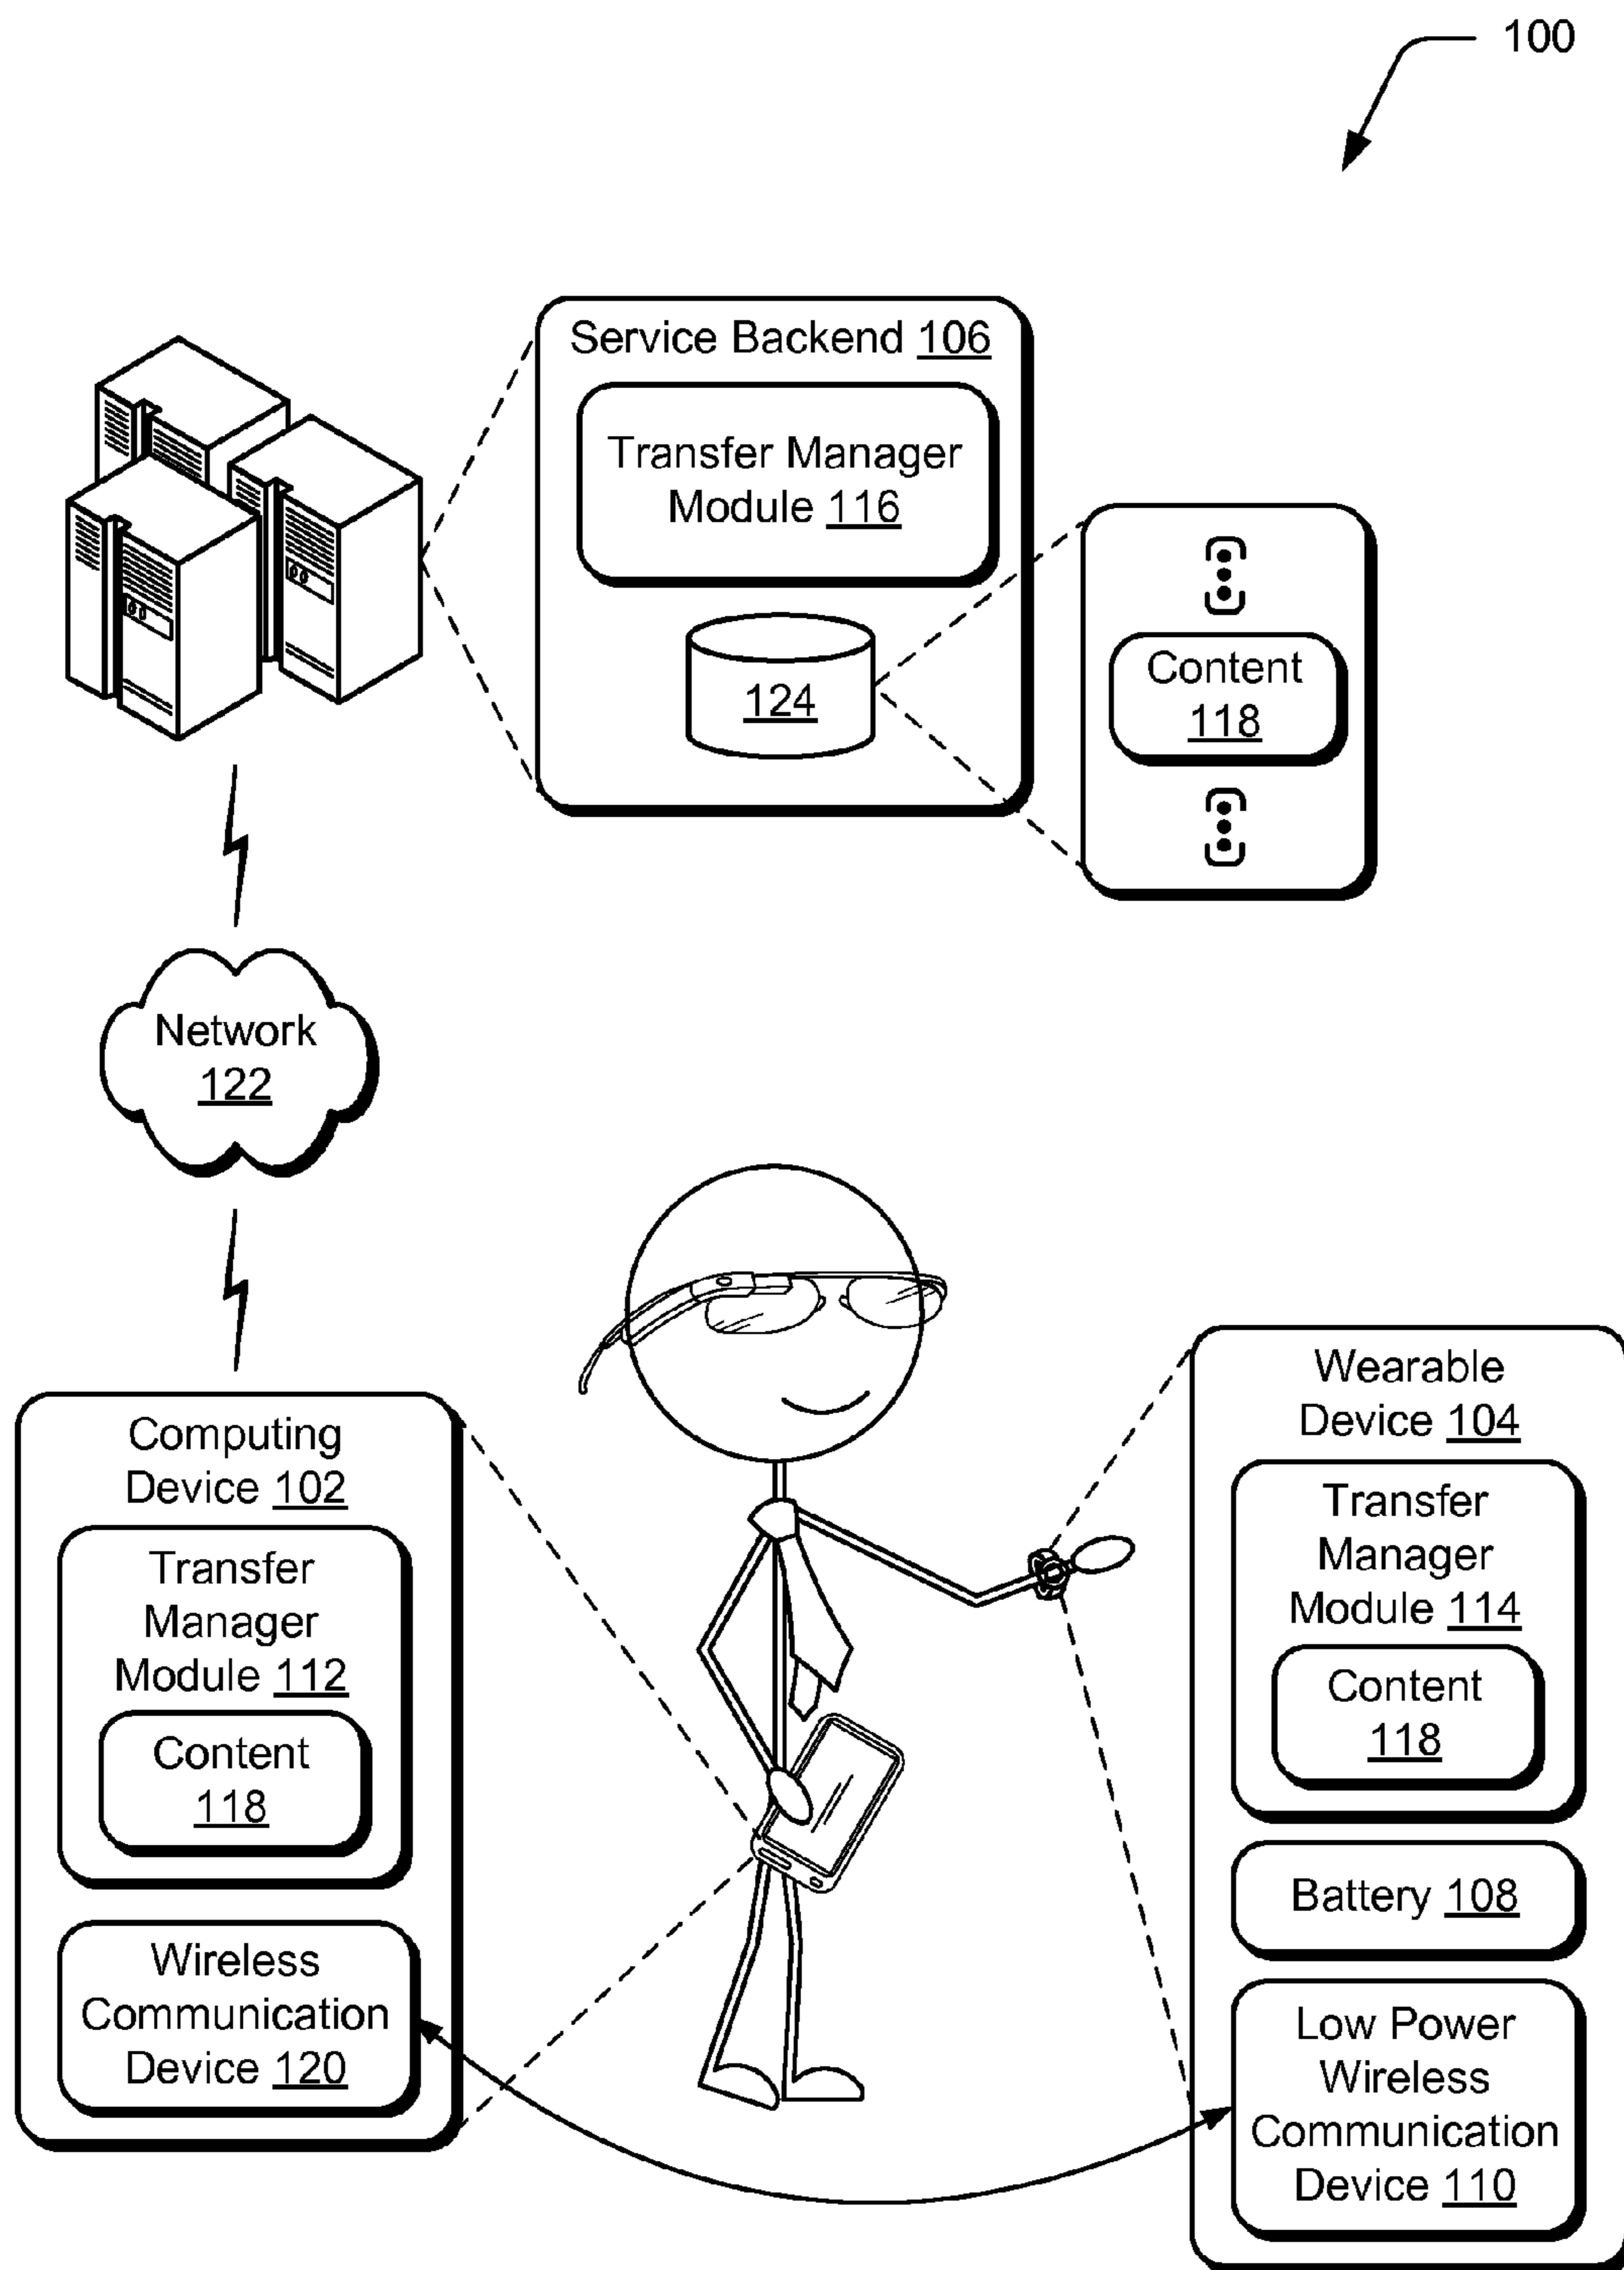 100
Service Backend 106
Transfer Manager
Module 116
124
Content
118
Network
122
Computing
Device 102
Transfer
Manager
Module 112
Content
118
Wireless
Communication
Device 120
Wearable
Device 104
Transfer
Manager
Module 114
Content
118
Battery 108
Low Power
Wireless
Communication
Device 110